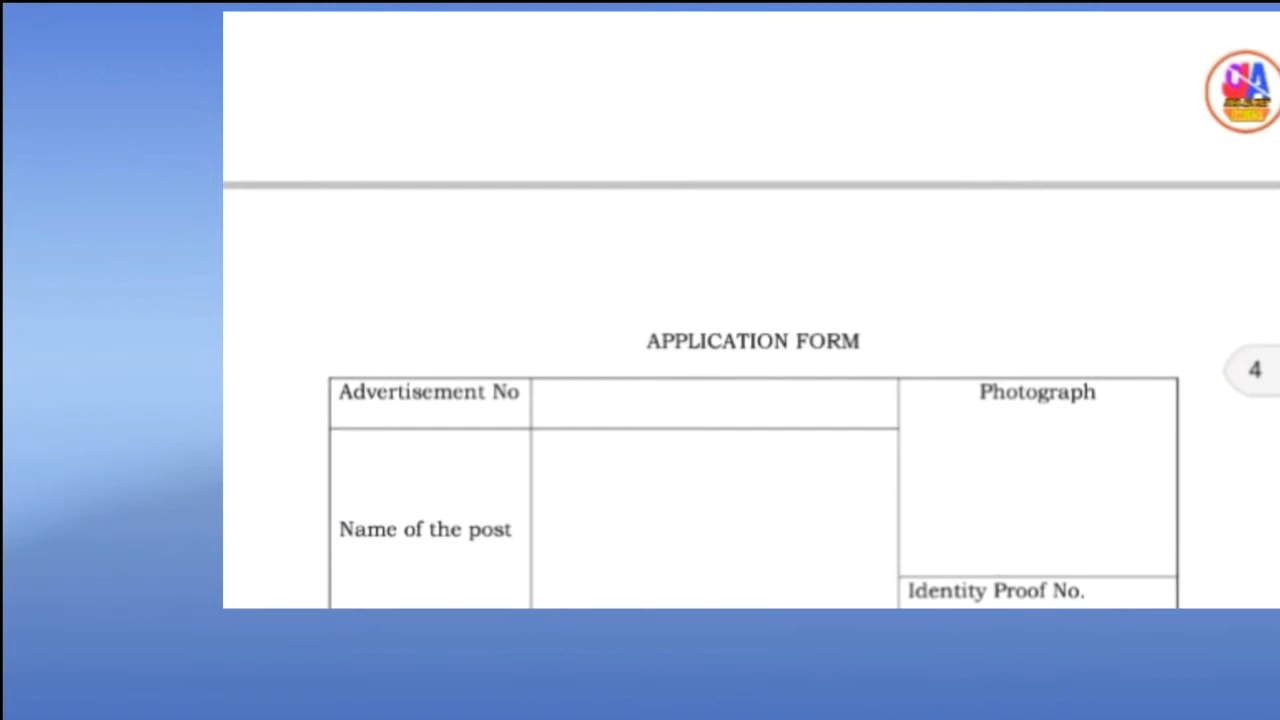 APPLICATION FORM
Advertisement No
Photograph
4
Name of the post
Identity Proof No.